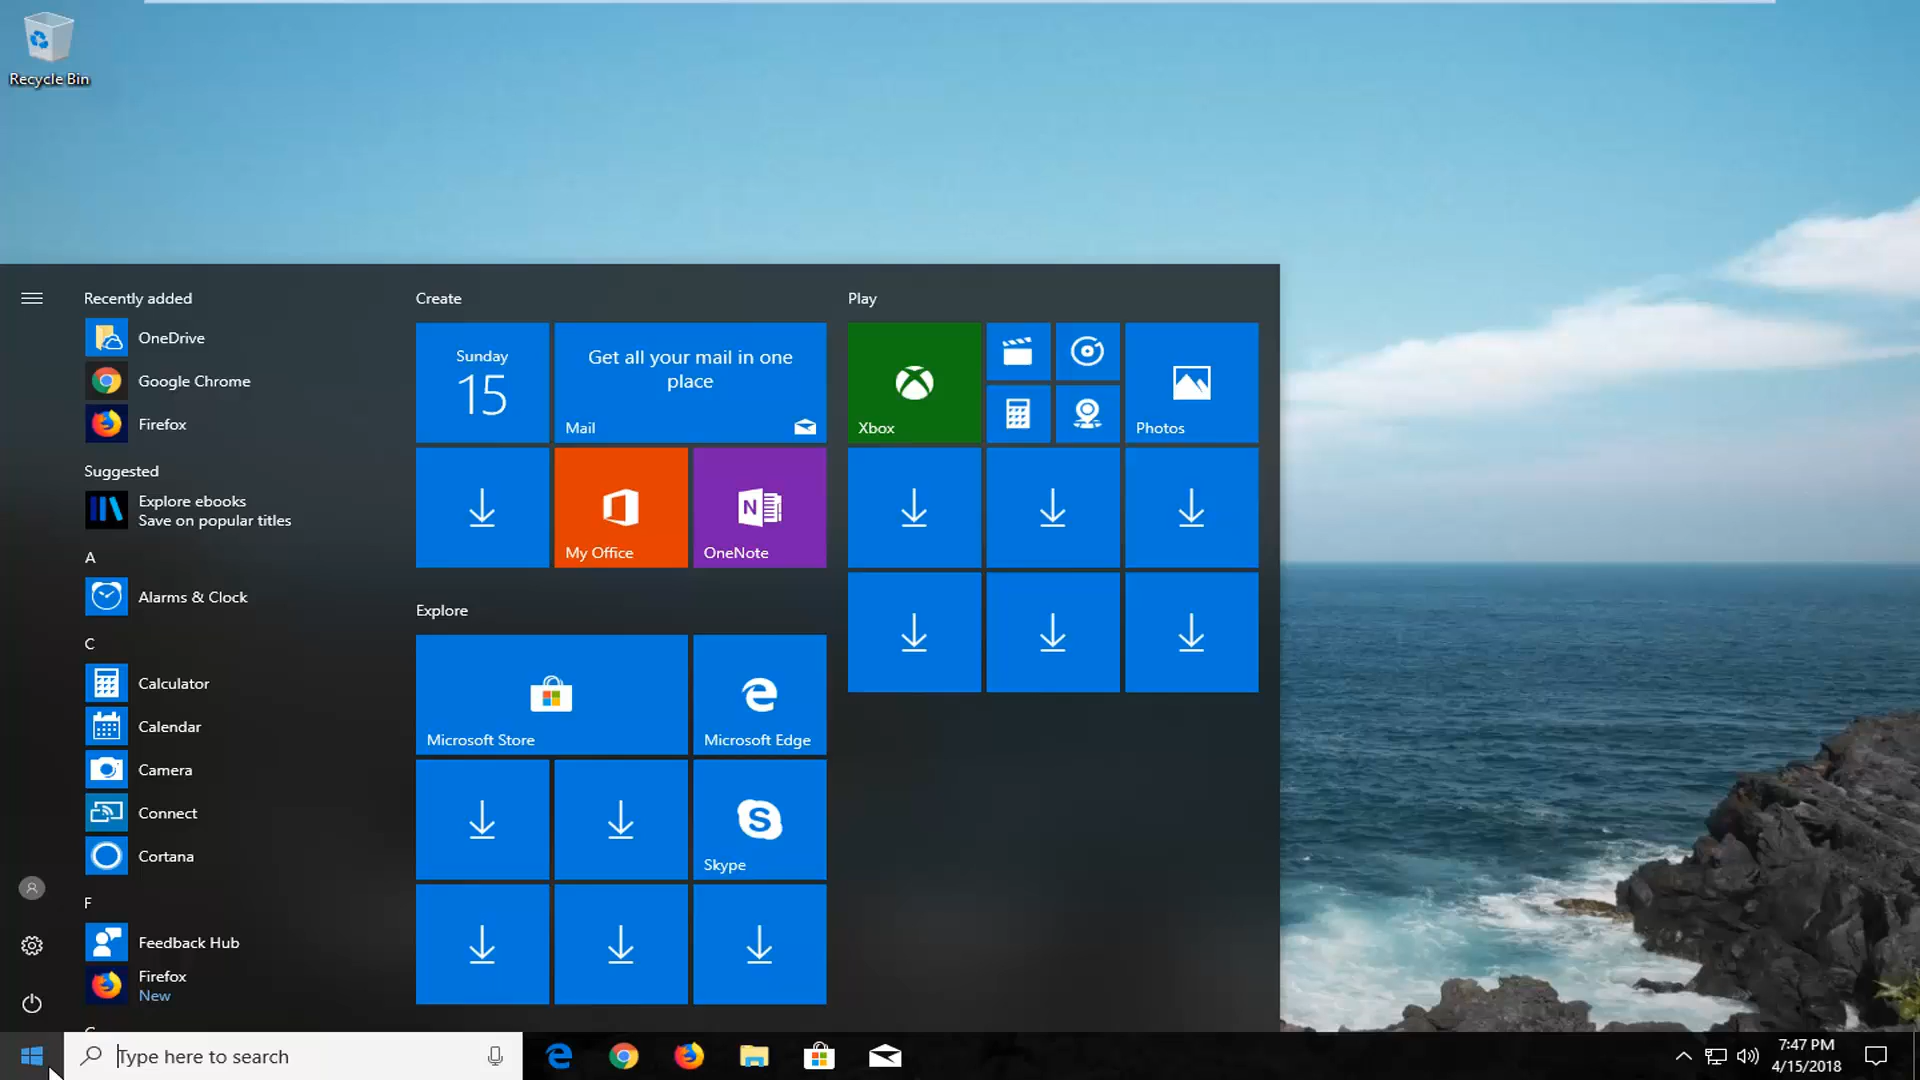 Recycle Bin
Recently added
OneDrive
Google Chrome
Firefox
Suggested
Explore ebooks
Save on popular titles
A
Alarms & Clock
C
Calculator
Calendar
Camera
Connect
Cortana
F
Feedback Hub
Firefox
New
Create
Sunday
15
Get all your mail in one
place
Mail
My Office
N
OneNote
Explore
Microsoft Store
Microsoft Edge
S
Skype
Play
Xbox
Photos
Type here to search
7:47 PM
4/15/2018